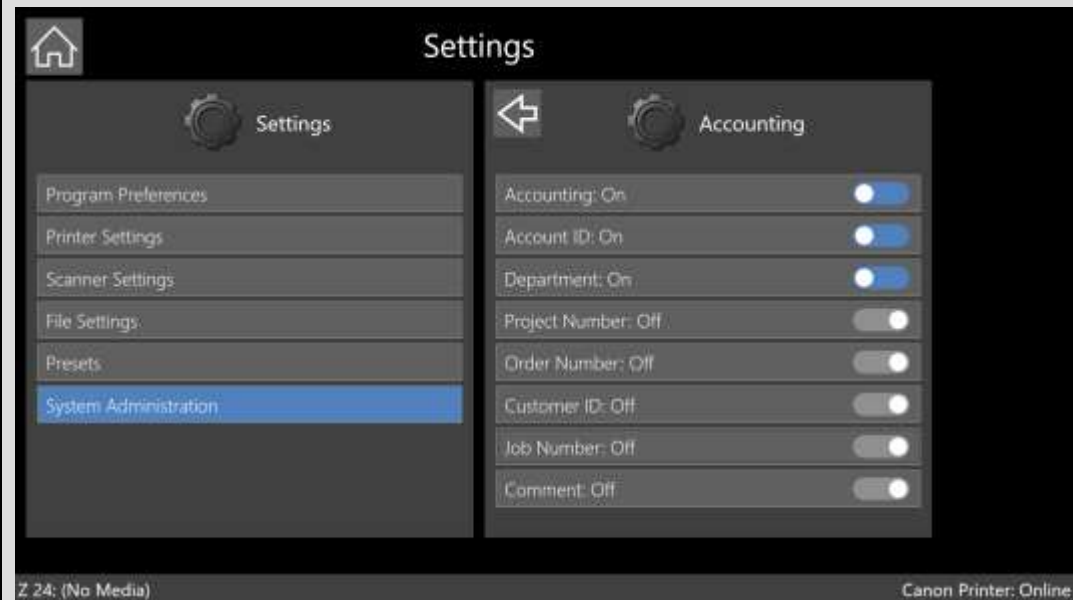 Settings
Settings
Program Preferences
Printer Settings
Scanner Settings
File Settings
Presets
System Administration
Accounting
Accounting: On
Account ID: On
Department: On
Project Number: Off
Order Number: Off
Customer ID: Off
Job Number: Off
Comment: Off
Z 24: (No Media)
Canon Printer: Online